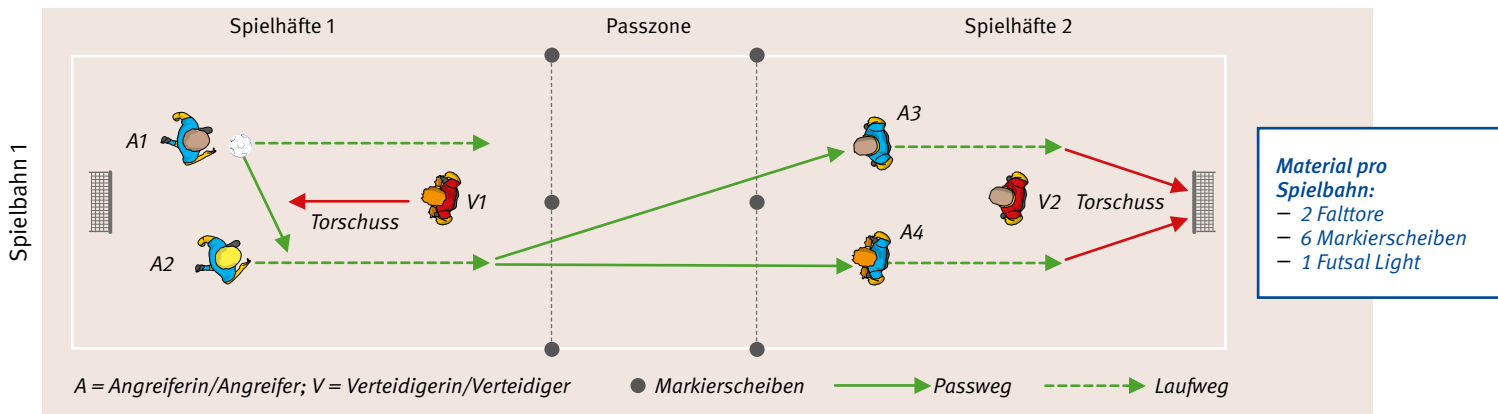 Spielhäfte 1
Passzone
Spielhäfte 2
Spielbahn 1
A1
A2
V1
Torschuss
A3
A4
V2
Torschuss
Material pro
Spielbahn:
– 2 Falttore
– 6 Markierscheiben
– 1 Futsal Light
A = Angreiferin/Angreifer; V = Verteidigerin/Verteidiger
Markierscheiben
Passweg
Laufweg